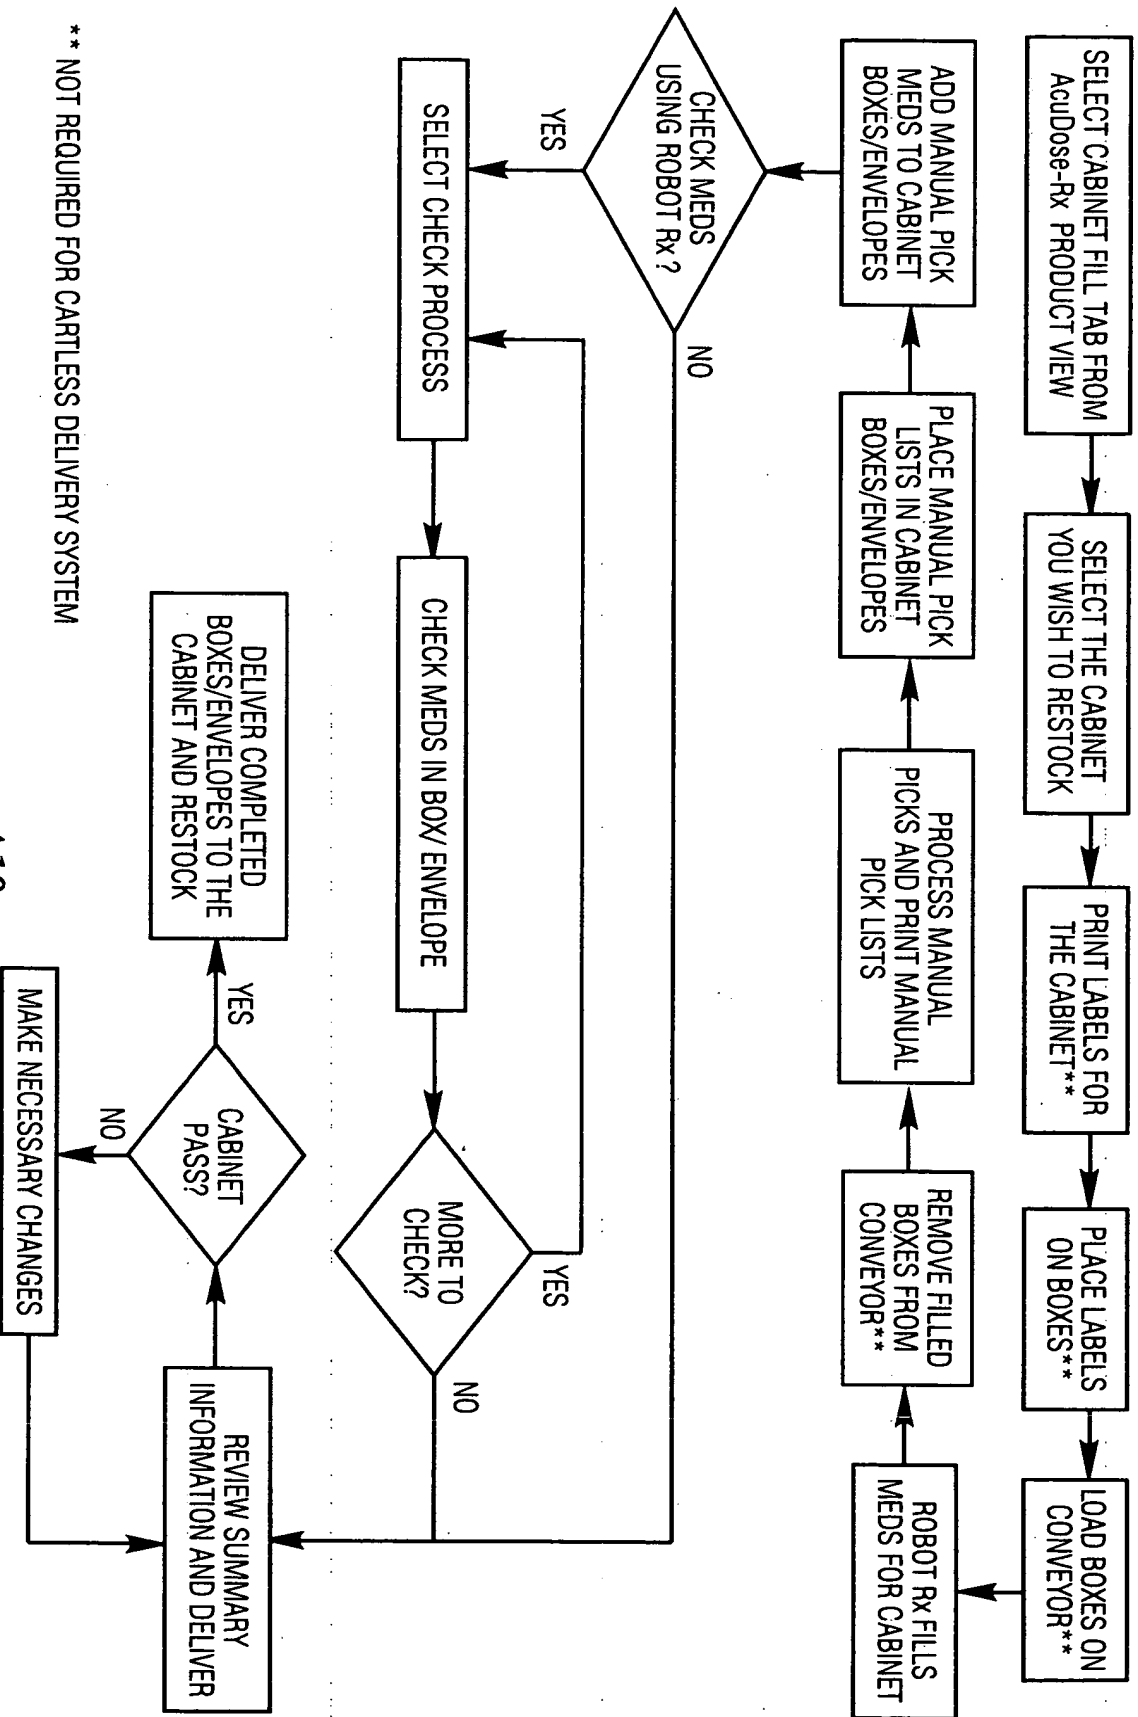 SELECT CABINET FILL TAB FROM
AcuDose-Rx PRODUCT VIEW
SELECT THE CABINET
YOU WISH TO RESTOCK
PRINT LABELS FOR
THE CABINET**
PLACE LABELS
ON BOXES**
LOAD BOXES ON
CONVEYOR**
ROBOT Rx FILLS
MEDS FOR CABINET
REMOVE FILLED
BOXES FROM
CONVEYOR**
PROCESS MANUAL
PICKS AND PRINT MANUAL
PICK LISTS
PLACE MANUAL PICK
LISTS IN CABINET
BOXES/ENVELOPES
ADD MANUAL PICK
MEDS TO CABINET
BOXES/ENVELOPES
CHECK MEDS
USING ROBOT Rx?
NO
YES
SELECT CHECK PROCESS
CHECK MEDS IN BOX/ ENVELOPE
MORE TO
CHECK?
YES
NO
REVIEW SUMMARY
INFORMATION AND DELIVER
CABINET
PASS?
YES
NO
DELIVER COMPLETED
BOXES/ENVELOPES TO THE
CABINET AND RESTOCK
MAKE NECESSARY CHANGES
** NOT REQUIRED FOR CARTLESS DELIVERY SYSTEM